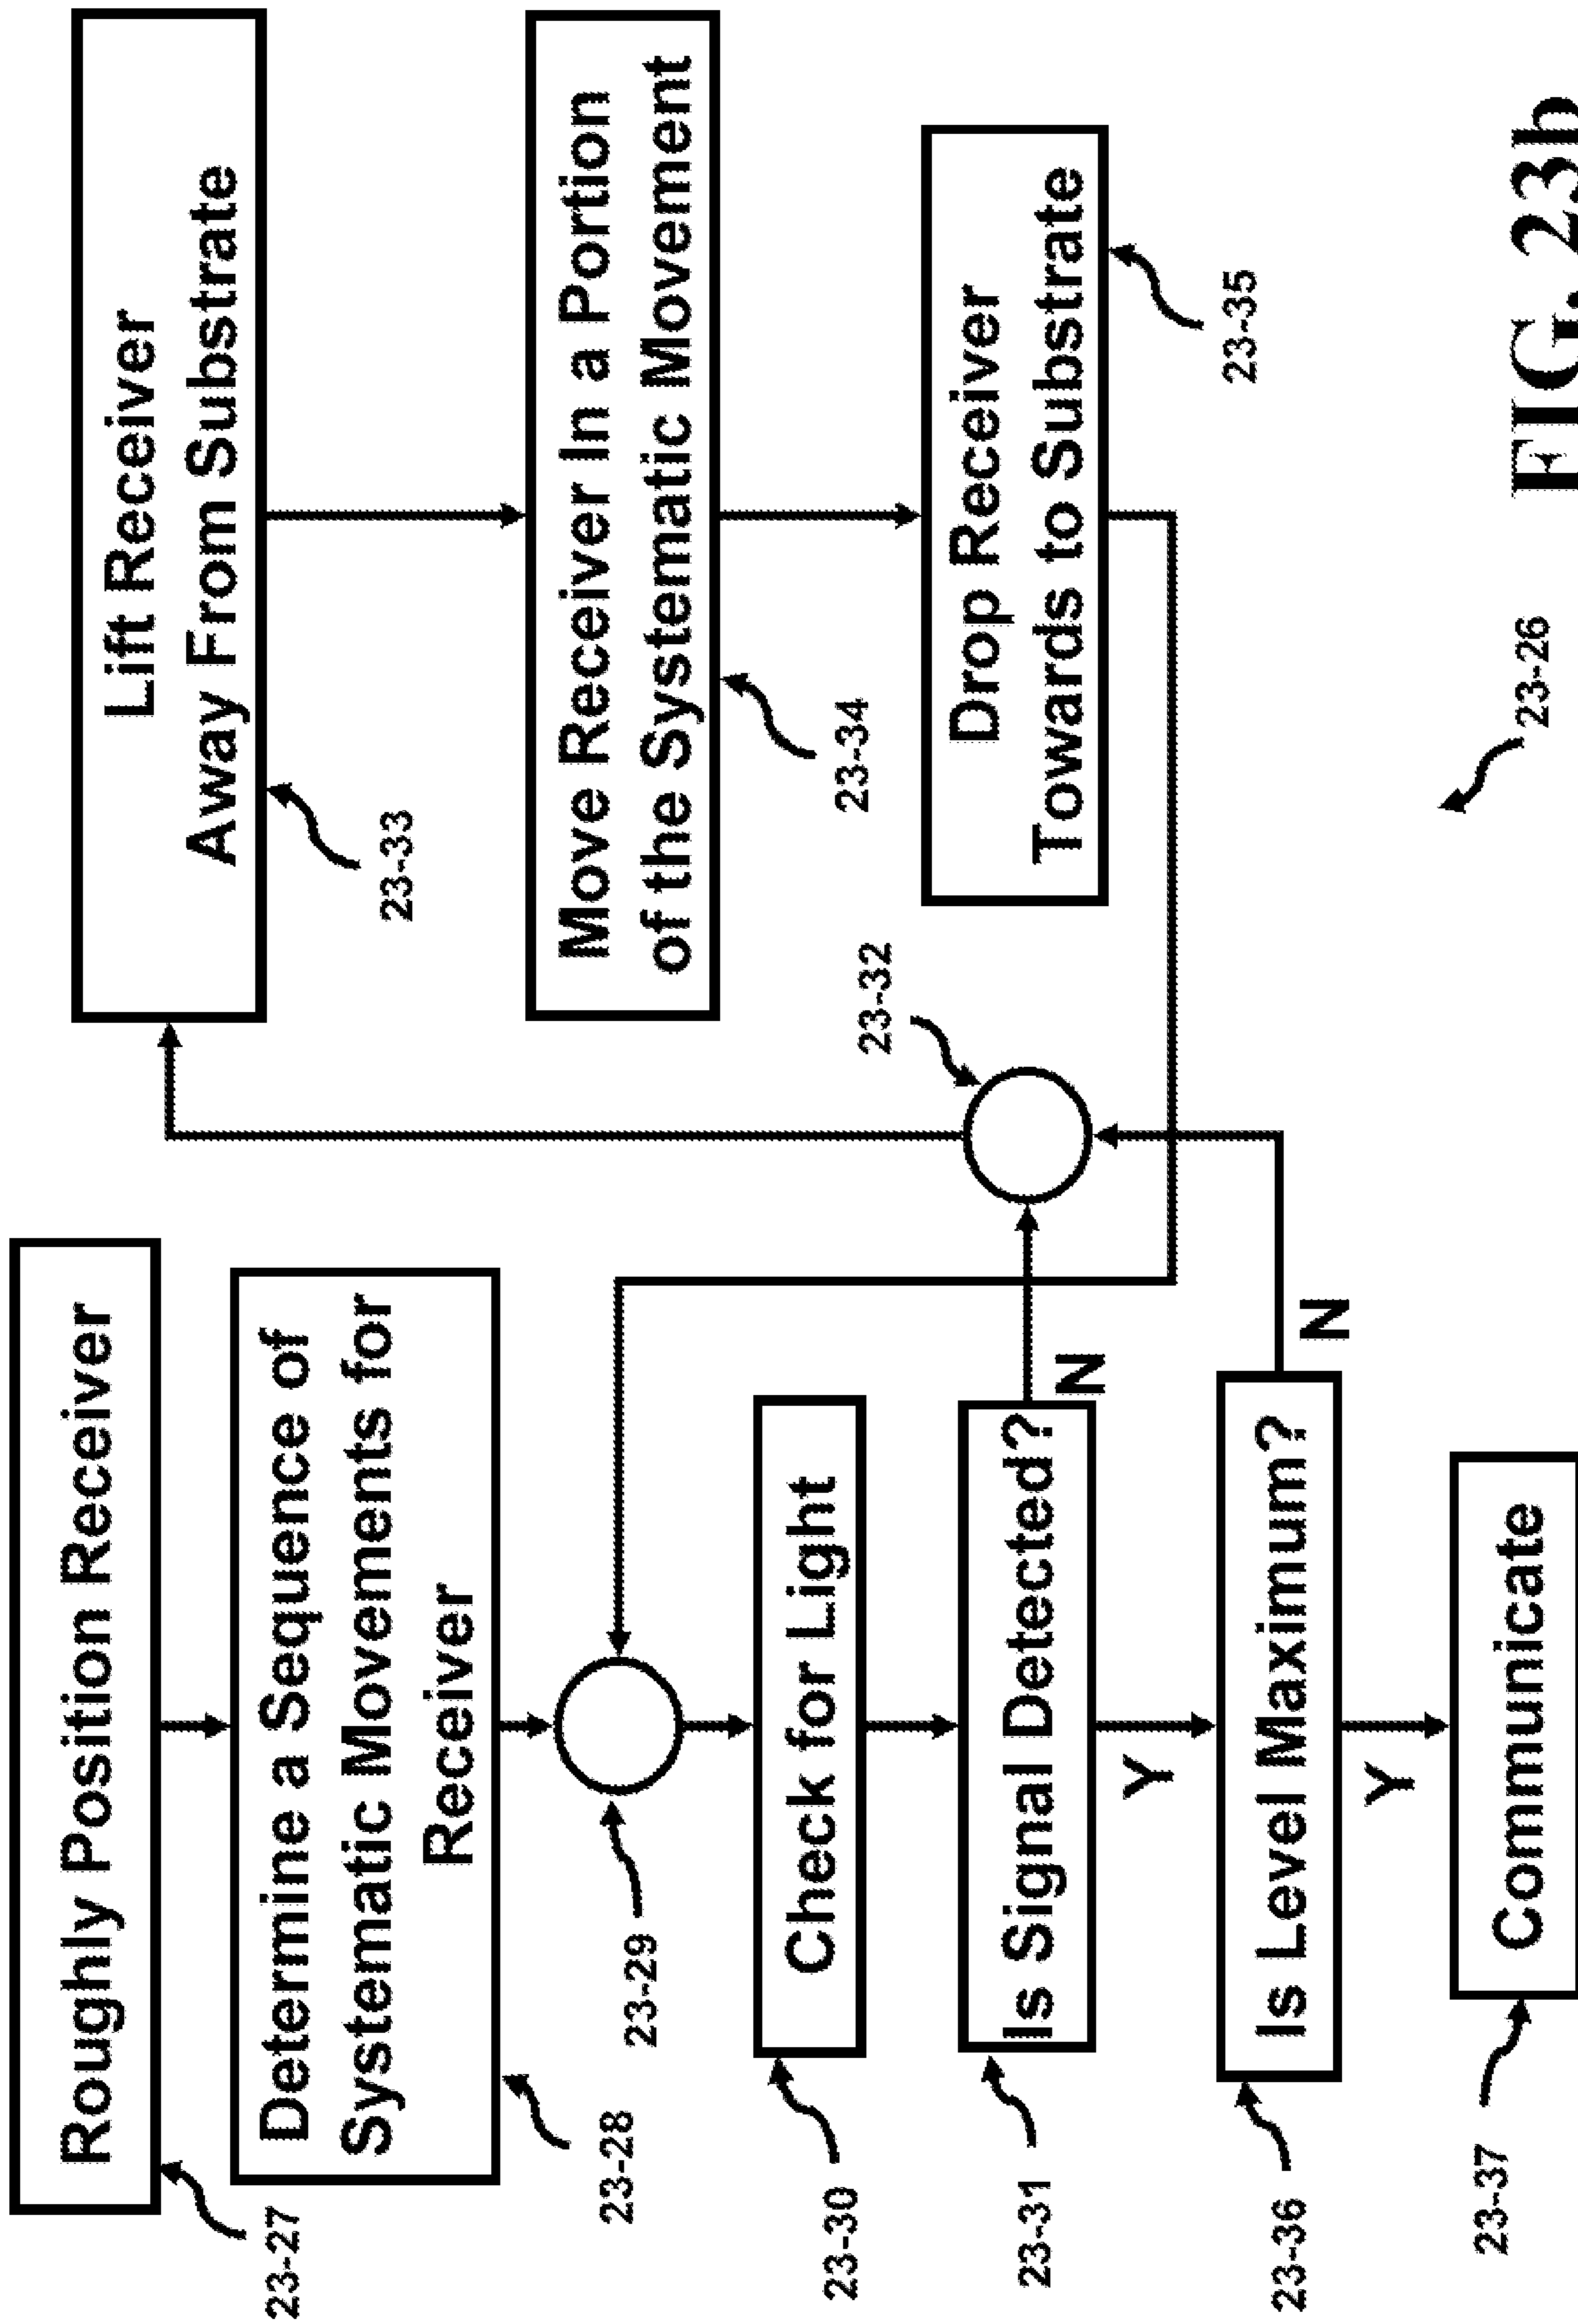 Roughly Position Receiver
23-27
Determine a Sequence of
Systematic Movements for
Receiver
23-28
23-29
Check for Light
23-30
Is Signal Detected?
23-31
N
Y
Is Level Maximum?
23-36
N
Y
Communicate
23-37
23-32
Lift Receiver
Away From Substrate
23-33
Move Receiver In a Portion
of the Systematic Movement
23-34
Drop Receiver
Towards to Substrate
23-35
23-26
FIG. 23b